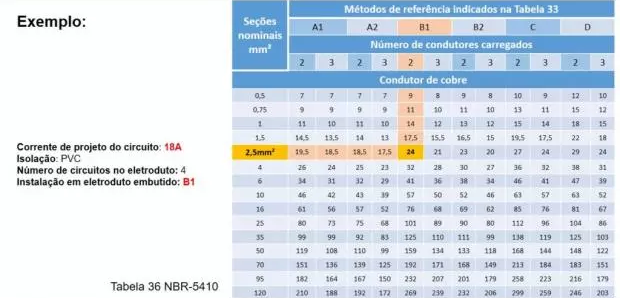 Exemplo:
Corrente de projeto do circuito: 18A
Isolação: PVC
Número de circuitos no eletroduto: 4
Instalação em eletroduto embutido: B1
Tabela 36 NBR-5410
Seções nominais mm² Métodos de referência indicados na Tabela 33
A1 A2 B1 B2 C D
Número de condutores carregados
2 3 2 3 2 3 2 3 2 3 2 3
Condutor de cobre
0,5 7 7 7 7 9 8 9 8 10 9 12 10
0,75 9 9 9 9 11 10 11 10 13 11 15 12
1 11 10 11 10 14 12 13 12 15 14 18 15
1,5 14,5 13,5 14 13 17,5 15,5 16,5 15 19,5 17,5 22 18
2,5mm² 19,5 18,5 18,5 17,5 24 21 23 20 27 24 29 24
4 26 24 25 23 32 28 30 27 36 32 38 31
6 34 31 32 29 41 36 38 34 46 41 47 39
10 46 42 43 39 57 50 52 46 63 57 63 52
16 61 56 57 52 76 68 69 62 85 76 81 67
25 80 73 75 68 101 89 90 80 112 96 104 86
35 99 99 92 83 125 110 111 99 138 119 125 103
50 119 108 110 99 159 134 133 118 168 144 148 122
70 151 136 139 125 192 171 168 149 213 184 183 151
95 182 164 167 150 232 207 201 179 258 223 216 179
120 210 188 192 172 269 239 232 206 299 259 246 203